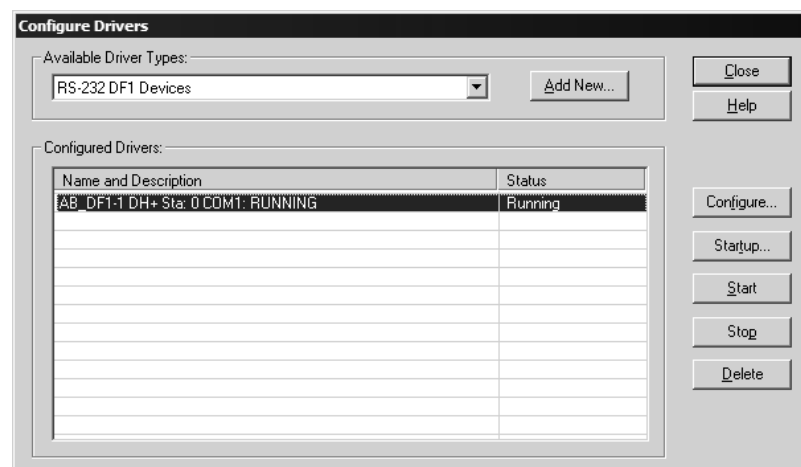 Configure Drivers
Available Driver Types:
RS-232 DF1 Devices
Add New...
Close
Help
Configured Drivers:
Name and Description Status
AB_DF1-1 DH+ Sta: 0 COM1: RUNNING Running
Configure...
Startup...
Start
Stop
Delete